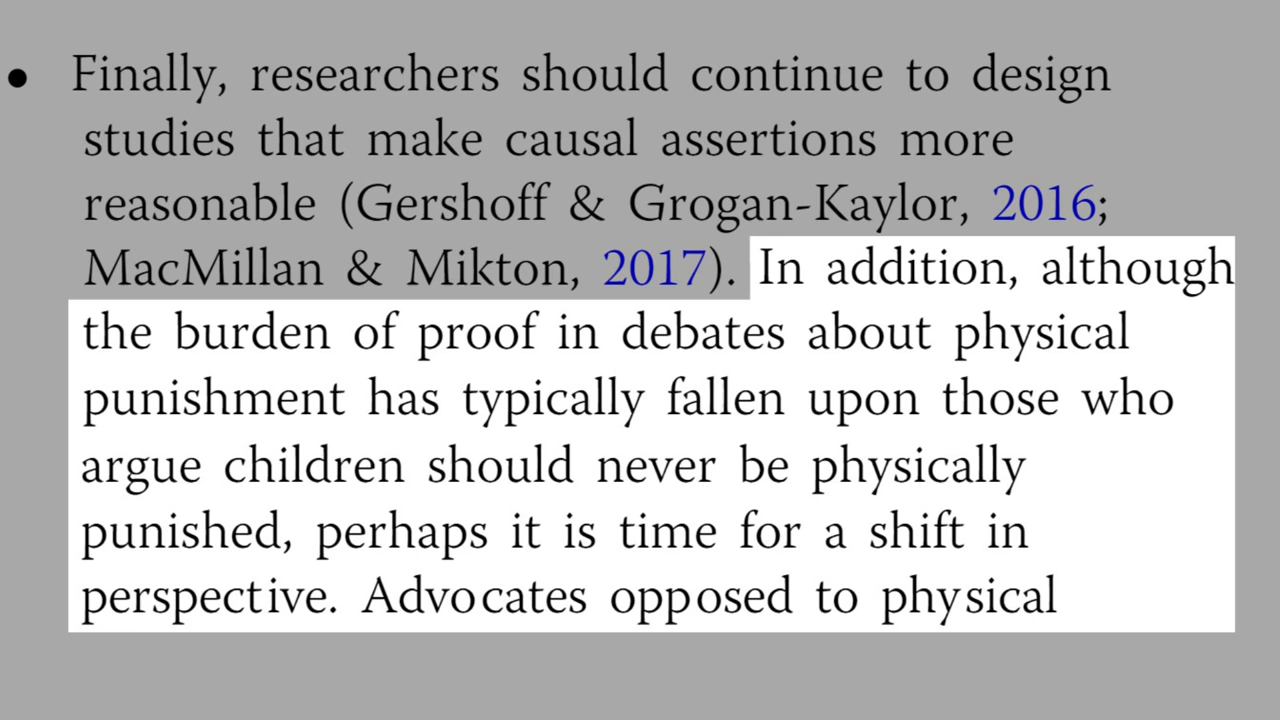 • Finally, researchers should continue to design
studies that make causal assertions more
reasonable (Gershoff & Grogan-Kaylor, 2016;
MacMillan & Mikton, 2017). In addition, although
the burden of proof in debates about physical
punishment has typically fallen upon those who
argue children should never be physically
punished, perhaps it is time for a shift in
perspective. Advocates opposed to physical